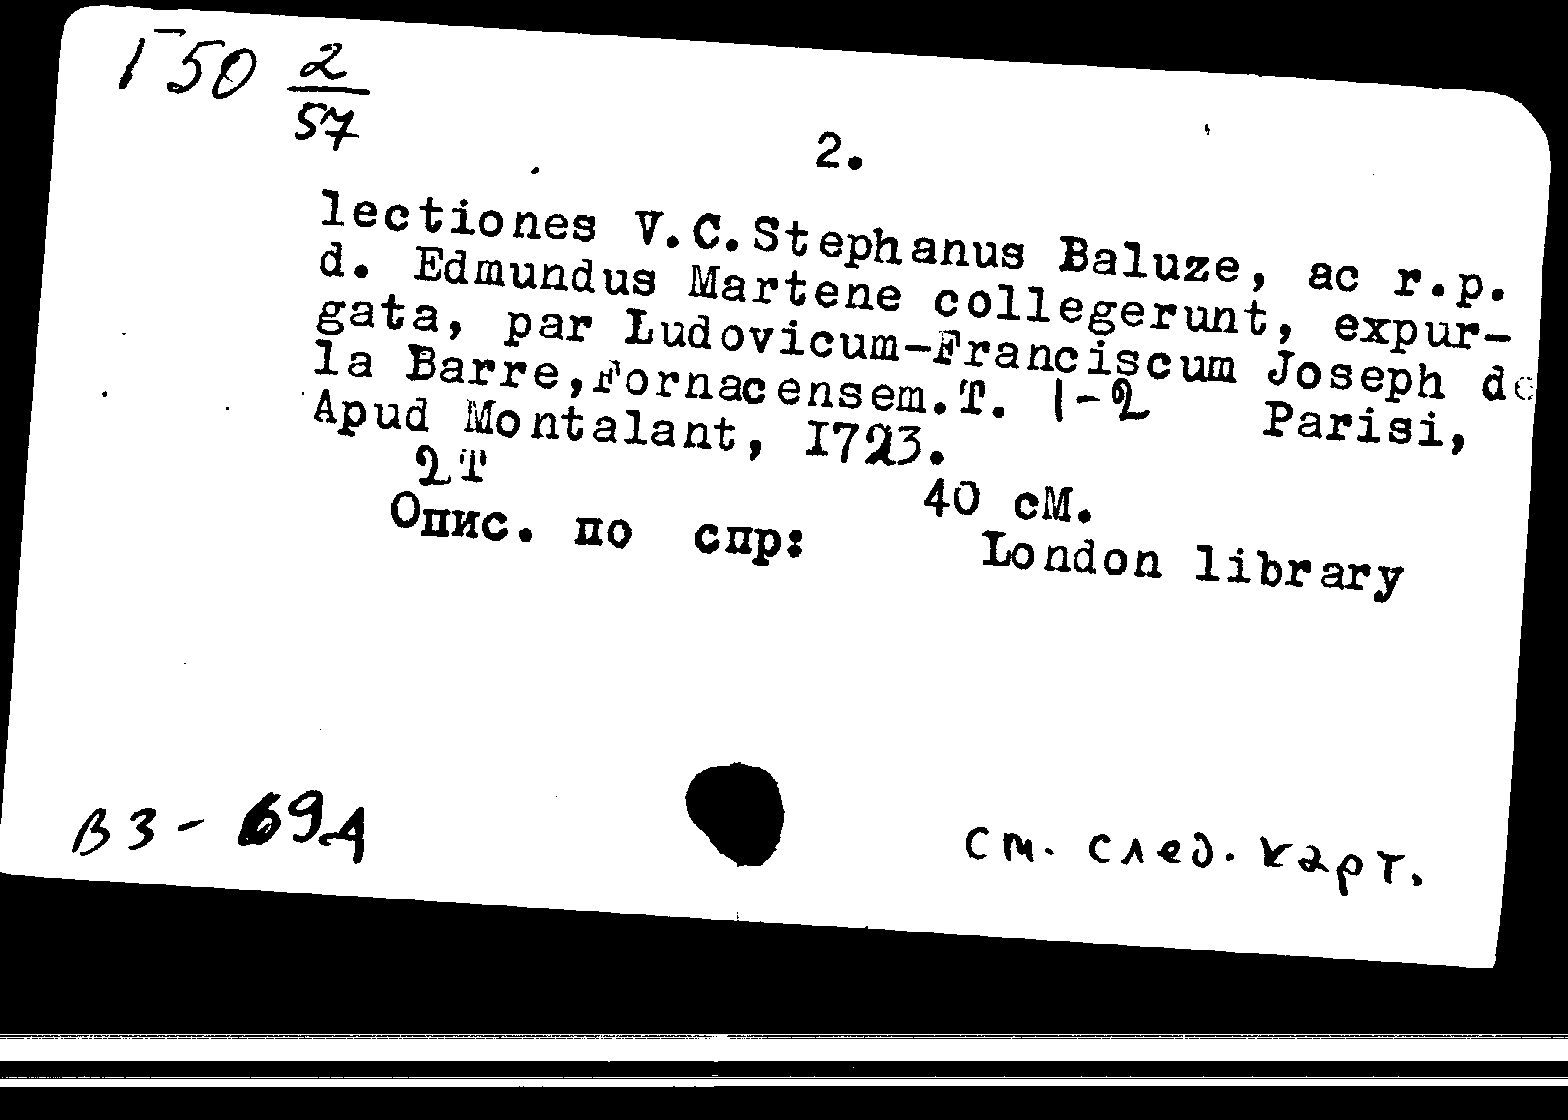 Г50 2/57
2.
lectiones V.C.Stephanus Baluze, ac r.p.
d. Edmundus Martene collegerunt, expur-
gata, par Ludovicum-Franciscum Joseph de
la Barre,Fornacensem.T. 1-2 Parisi,
Apud Montalant, I723.
2T 40 cM.
Опис. по спр: London library
В3- 694
См. след. карт.